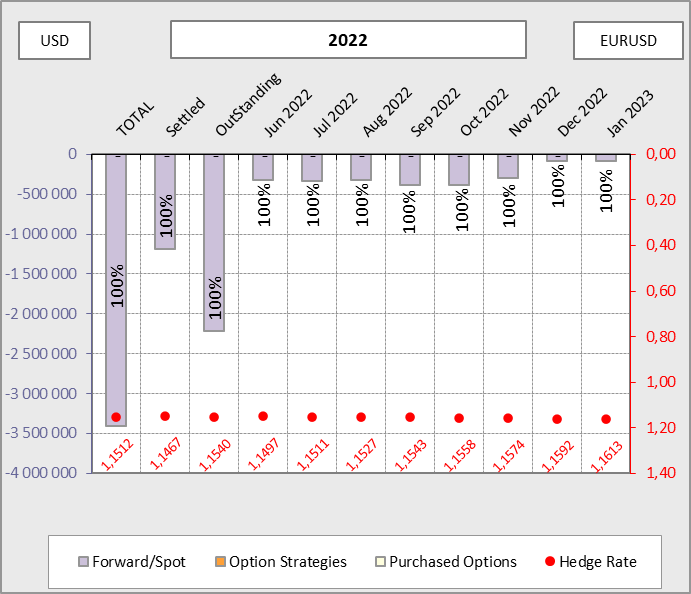 USD
2022
EURUSD
TOTAL
Settled
OutStanding
Jun 2022
Jul 2022
Aug 2022
Sep 2022
Oct 2022
Nov 2022
Dec 2022
Jan 2023
0
-500 000
-1 000 000
-1 500 000
-2 000 000
-2 500 000
-3 000 000
-3 500 000
-4 000 000
100%
100%
100%
100%
100%
100%
100%
100%
100%
100%
100%
0,00
0,20
0,40
0,60
0,80
1,00
1,20
1,40
1,1512
1,1467
1,1540
1,1497
1,1511
1,1527
1,1543
1,1558
1,1574
1,1592
1,1613
Forward/Spot
Option Strategies
Purchased Options
Hedge Rate